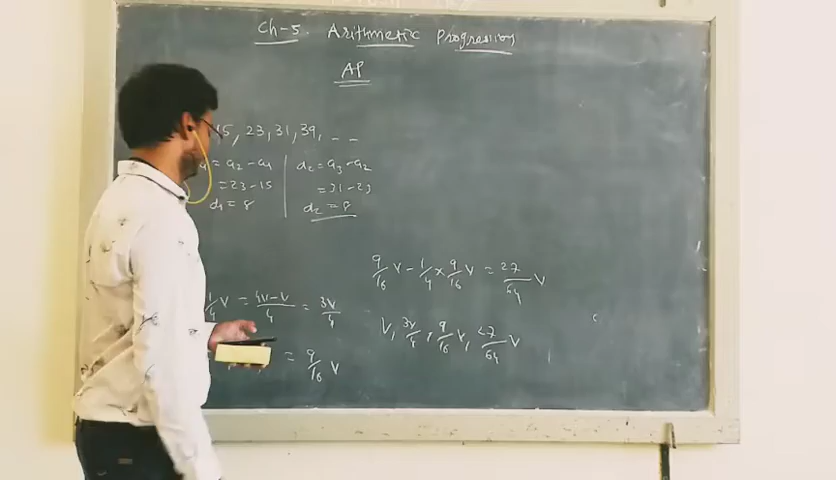 Ch-5. Arithmetic Progression
AP
15, 23, 31, 39, - -
= a₂ - a₁
= 23 - 15
d₁ = 8
d₂ = a₃ - a₂
= 31 - 23
d₂ = 8
9/16 V - 1/4 × 9/16 V = 27/64 V
1/4 V = 4V-V/4 = 3V/4
V, 3V/4, 9/16 V, 27/64 V
= 9/16 V